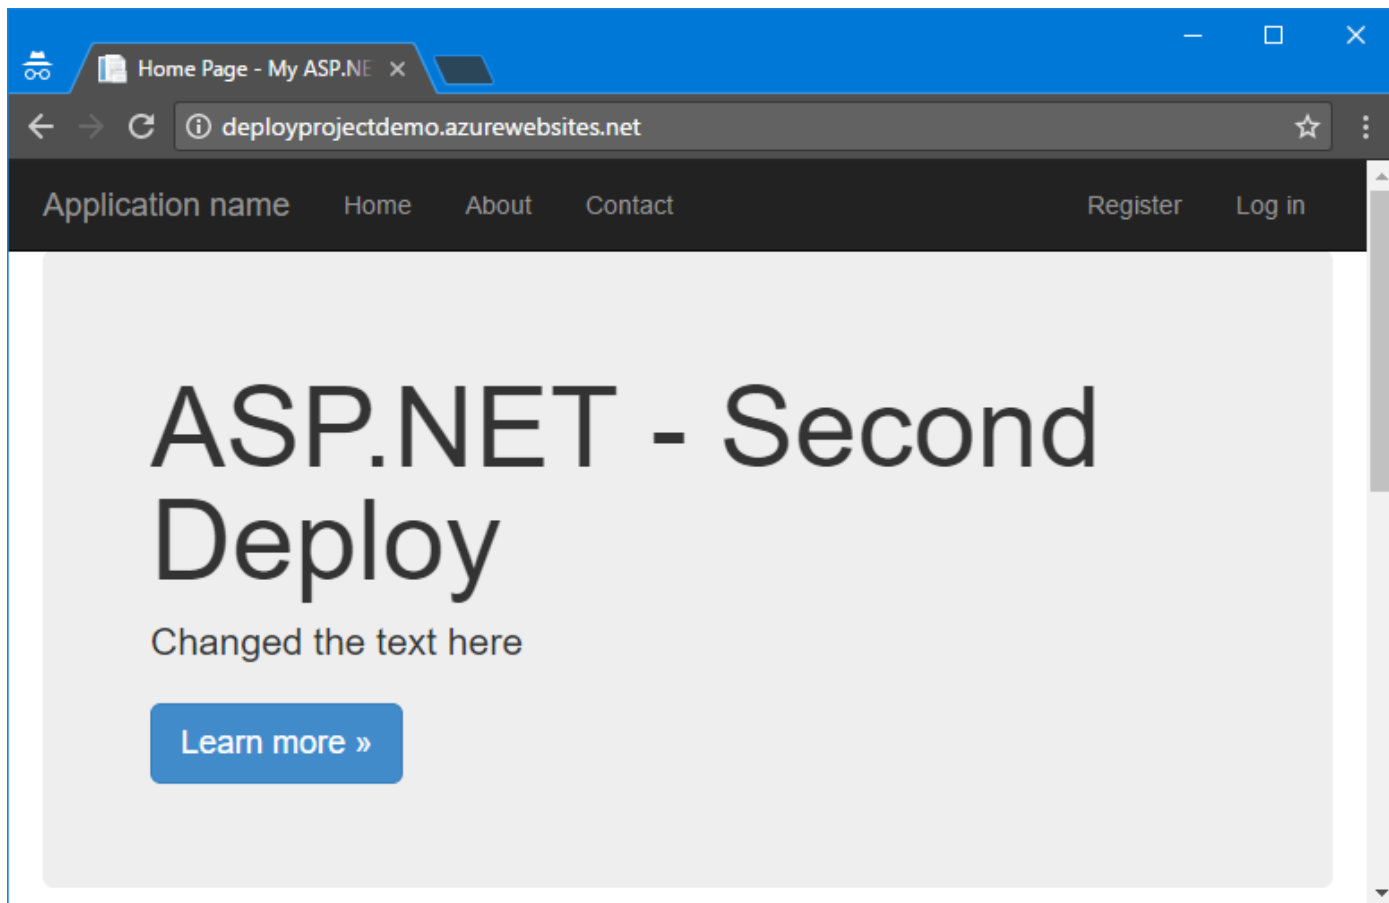 Home Page - My ASP.NE
deployprojectdemo.azurewebsites.net
Application name Home About Contact Register Log in
ASP.NET - Second
Deploy
Changed the text here
Learn more »